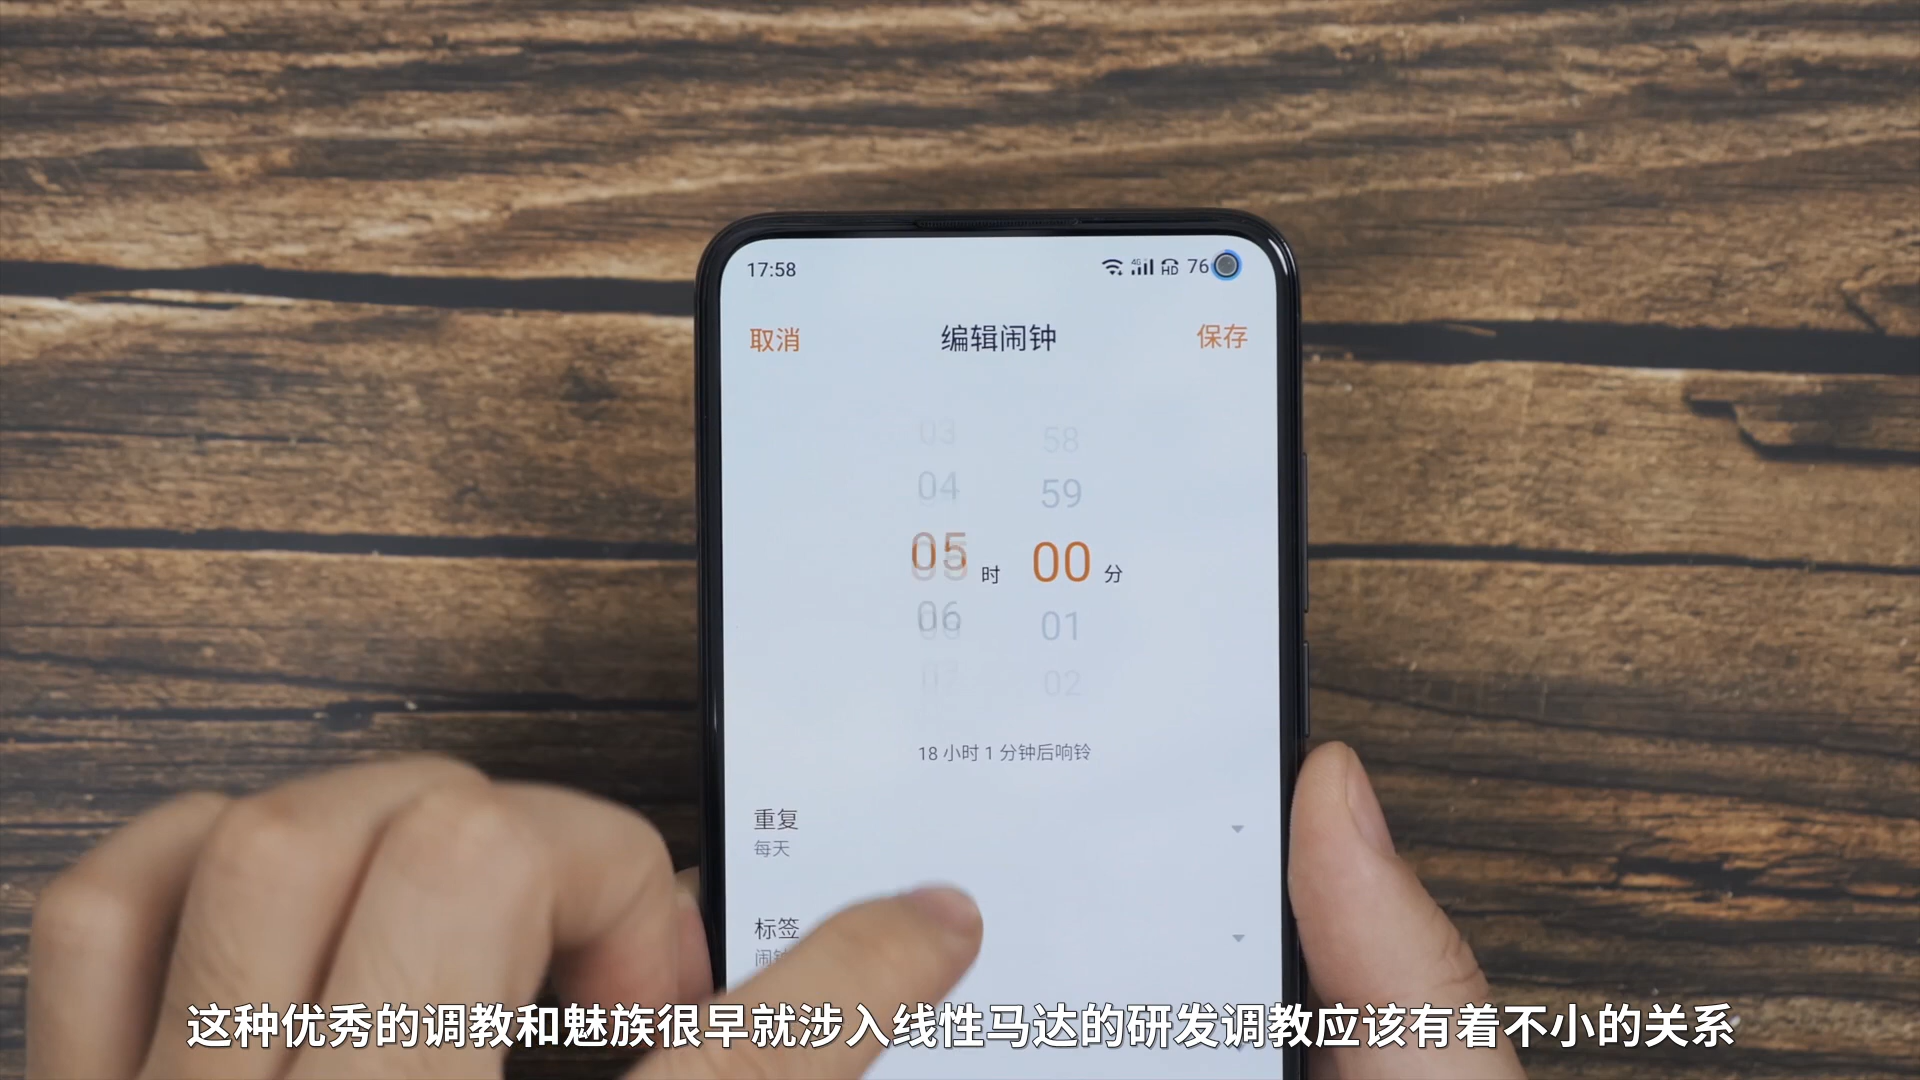 17:58
4G HD 76
取消 编辑闹钟 保存
03 58
04 59
05 时 00 分
06 01
07 02
18 小时 1 分钟后响铃
重复
每天
标签
这种优秀的调教和魅族很早就涉入线性马达的研发调教应该有着不小的关系